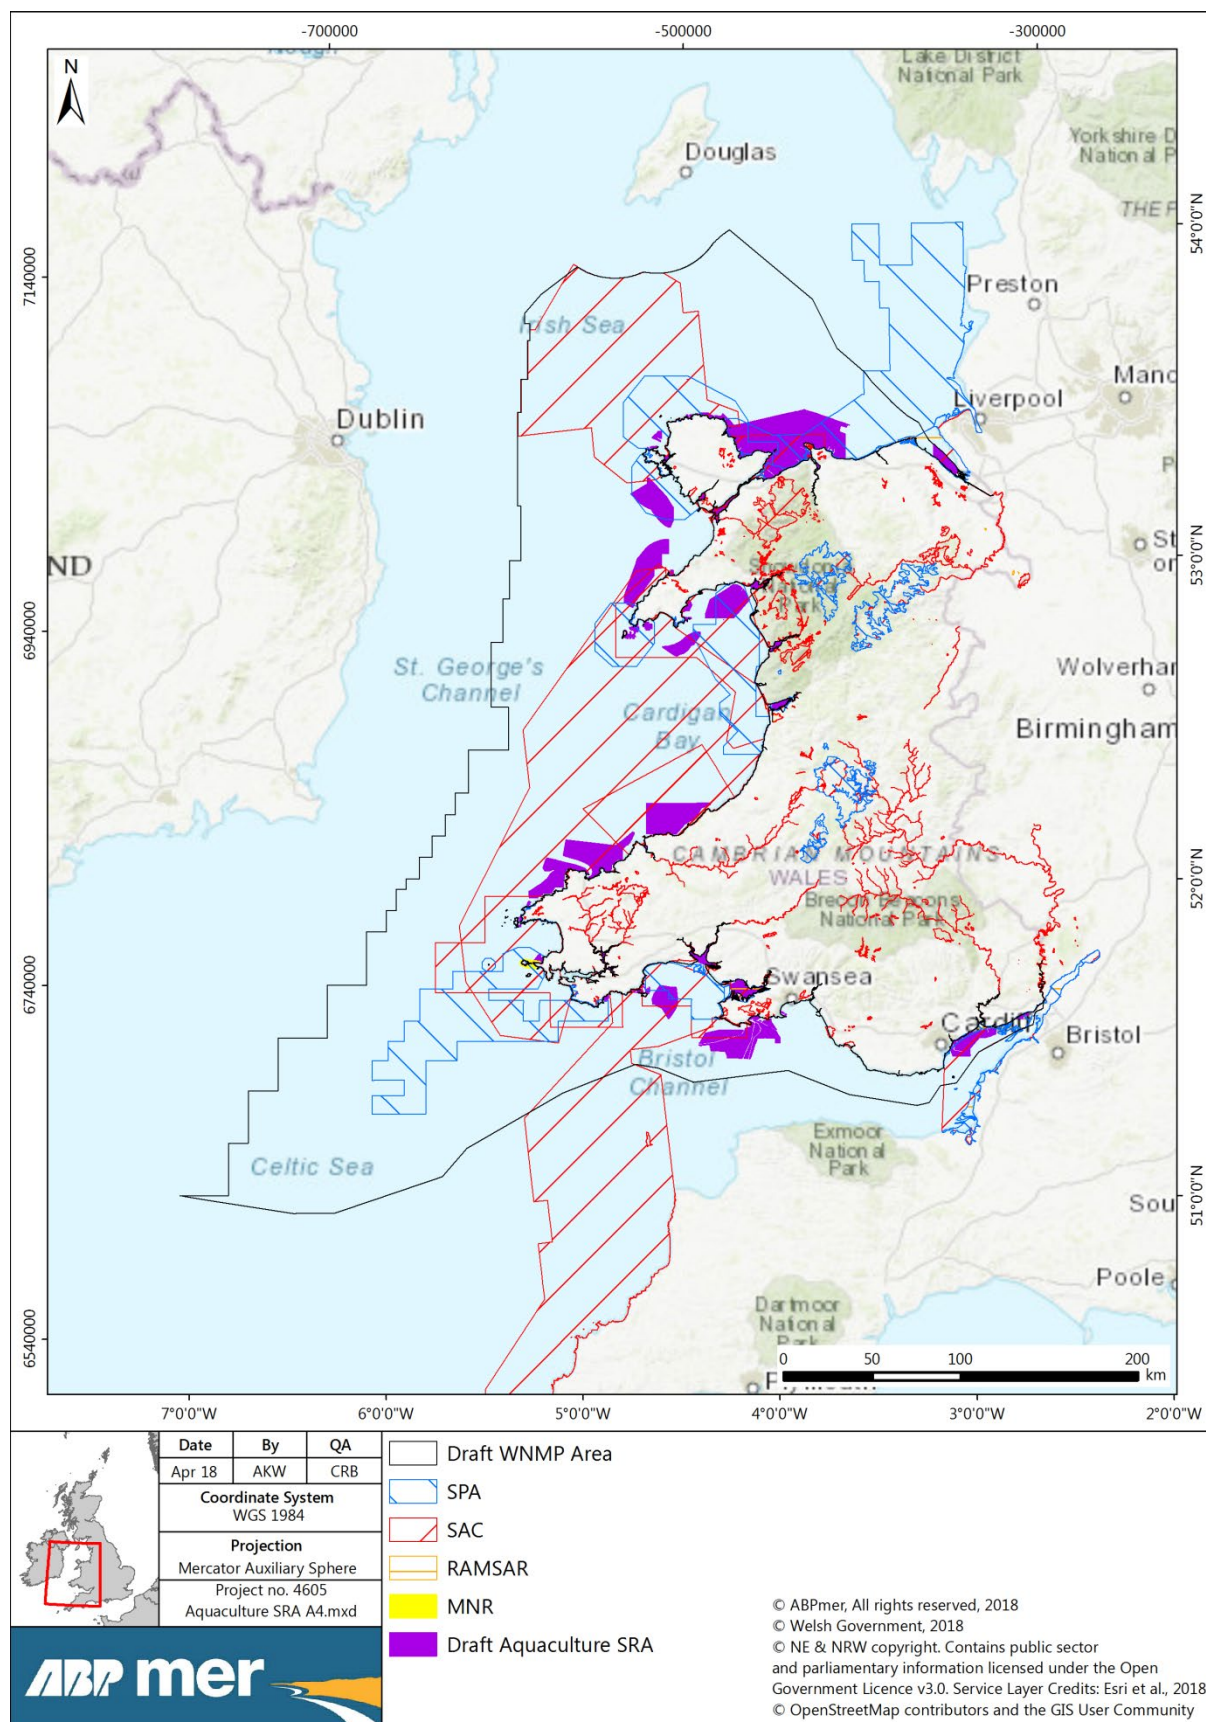 -700000
-500000
-300000
N
Lake District
National Park
Douglas
Yorkshire D
National P
THE F
54°0'0"N
7140000
Preston
Irish Sea
Manc
Liverpool
Dublin
ND
St
on
53°0'0"N
National
Park
6940000
St. George's
Channel
Wolverhar
Cardigan
Bay
Birmingham
CAMBRIAN MOUNTAINS
WALES
52°0'0"N
Brecon Beacons
National Park
6740000
Swansea
Cardiff
Bristol
Bristol
Channel
Exmoor
National
Park
Celtic Sea
51°0'0"N
Sou
Poole
Dartmoor
National
Park
6540000
0 50 100 200
km
Plymouth
7°0'0"W
6°0'0"W
5°0'0"W
4°0'0"W
3°0'0"W
2°0'0"W
Date By QA
Apr 18 AKW CRB
Coordinate System
WGS 1984
Projection
Mercator Auxiliary Sphere
Project no. 4605
Aquaculture SRA A4.mxd
ABPmer
Draft WNMP Area
SPA
SAC
RAMSAR
MNR
Draft Aquaculture SRA
© ABPmer, All rights reserved, 2018
© Welsh Government, 2018
© NE & NRW copyright. Contains public sector
and parliamentary information licensed under the Open
Government Licence v3.0. Service Layer Credits: Esri et al., 2018
© OpenStreetMap contributors and the GIS User Community